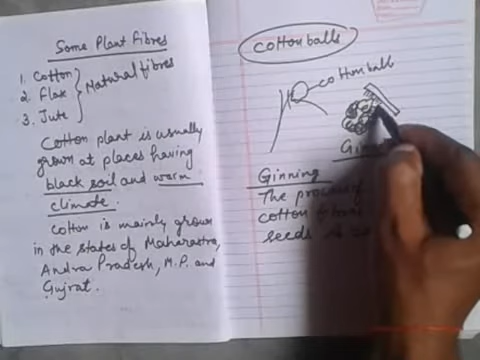 Some Plant Fibres
1. Cotton
2. Flax
3. Jute
Natural fibres
Cotton plant is usually
grown at places having
black soil and warm
climate.
Cotton is mainly grown
in the states of Maharastra,
Andra Pradesh, M.P. and
Gujrat.
Cotton balls
cotton ball
Ginning
The process of
cotton
seeds is